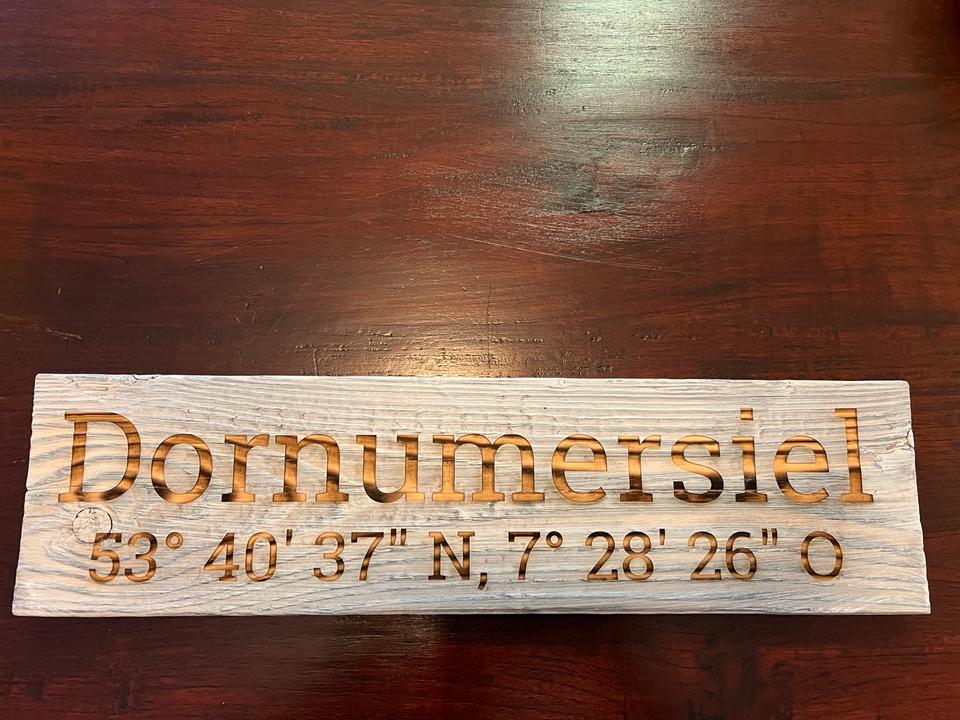 Dornumersiel
53° 40' 37" N, 7° 28' 26" O